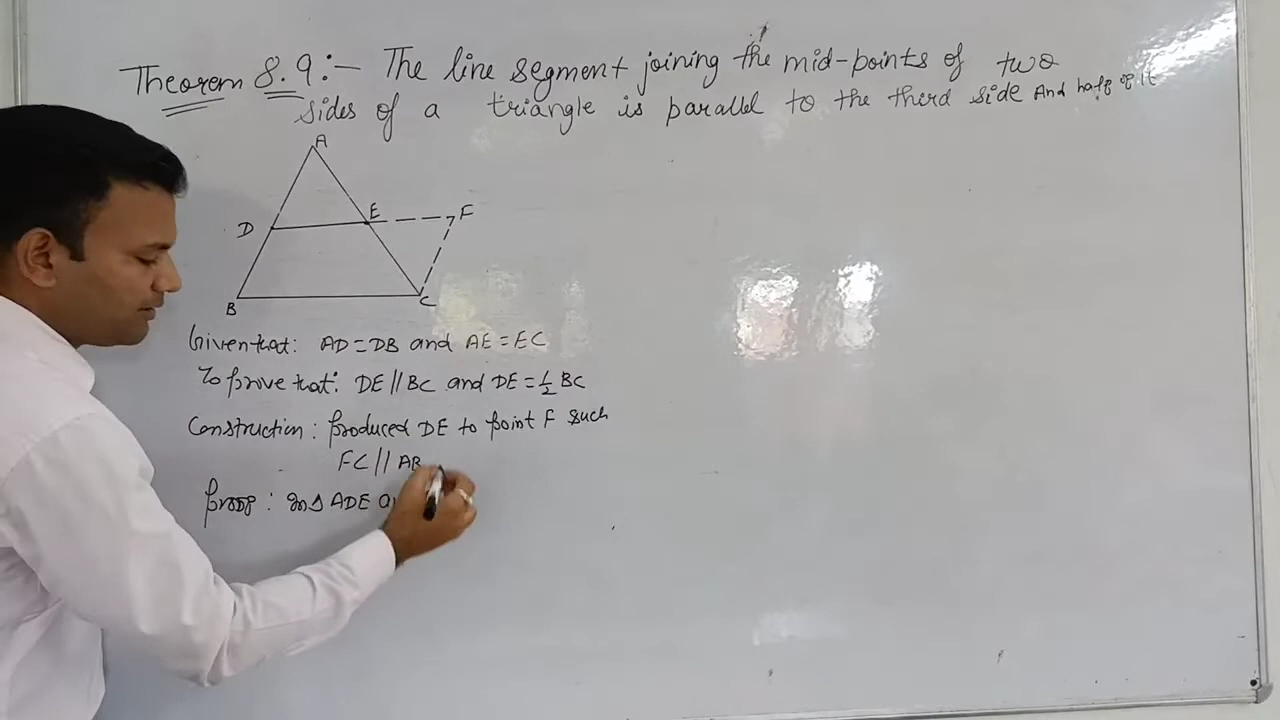 Theorem 8.9:- The line segment joining the mid-points of two
sides of a triangle is parallel to the third side And half of it
A
D E F
B C
Given that: AD=DB and AE=EC
To prove that: DE//BC and DE=1/2 BC
Construction: produced DE to point F such
FC // AB
proof: In Δ ADE